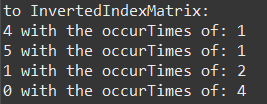 to InvertedIndexMatrix:
4 with the occurTimes of: 1
5 with the occurTimes of: 1
1 with the occurTimes of: 2
0 with the occurTimes of: 4